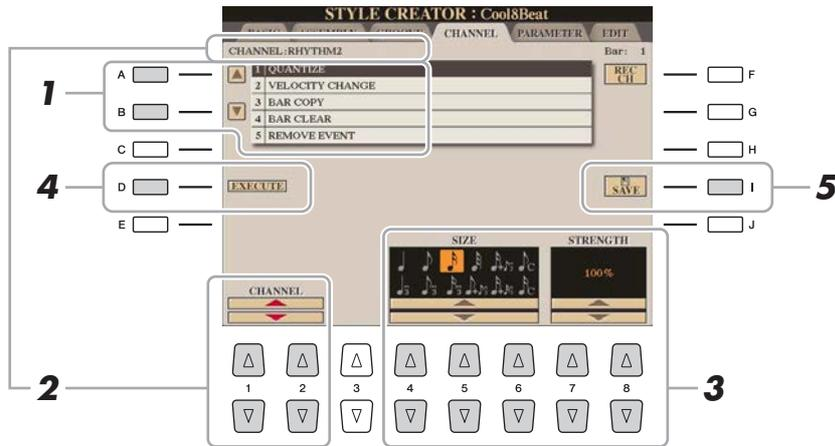 STYLE CREATOR : Cool8Beat
BASIC ASSEMBLY GROOVE CHANNEL PARAMETER EDIT
CHANNEL:RHYTHM2 Bar: 1
1 QUANTIZE
2 VELOCITY CHANGE
3 BAR COPY
4 BAR CLEAR
5 REMOVE EVENT
REC CH
EXECUTE
SAVE
SIZE
STRENGTH
100%
CHANNEL
A
B
C
D
E
F
G
H
I
J
1
4
5
2
3
1 2 3 4 5 6 7 8